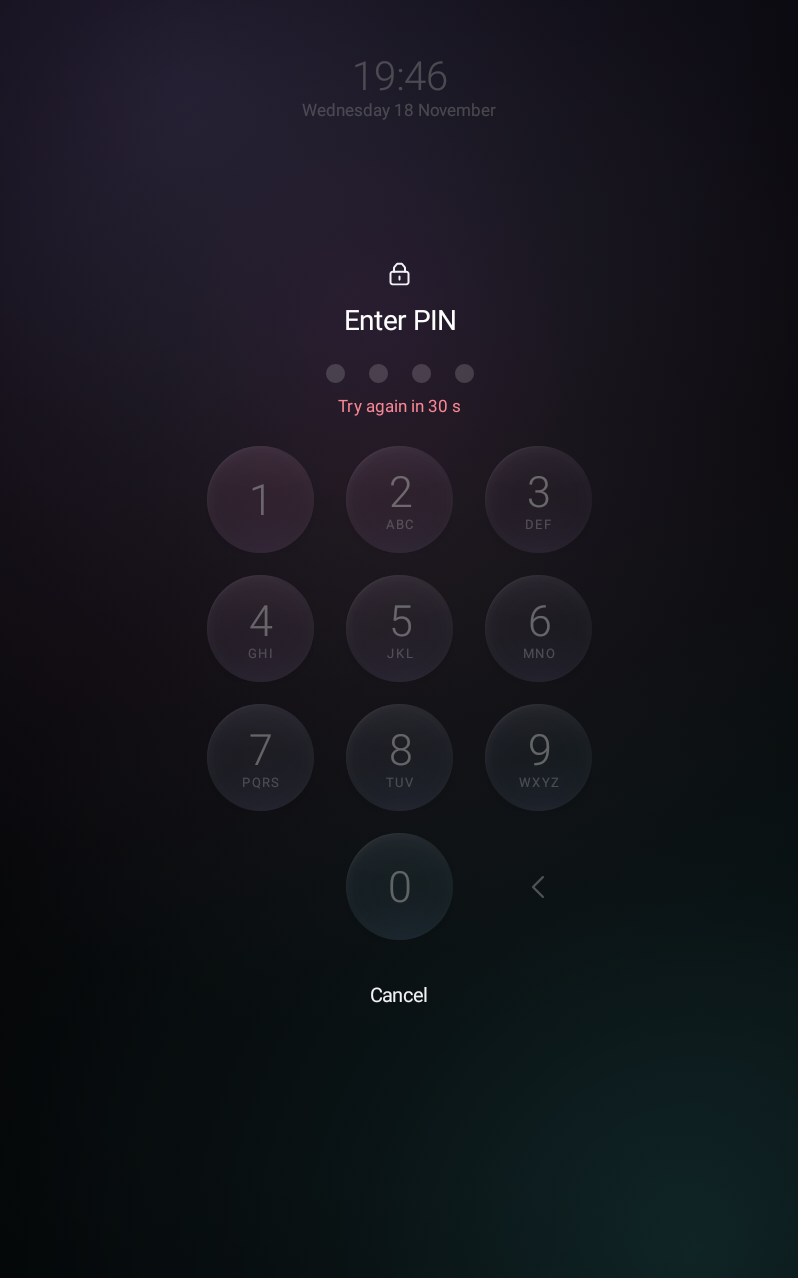 19:46
Wednesday 18 November
Enter PIN
Try again in 30 s
1
2
ABC
3
DEF
4
GHI
5
JKL
6
MNO
7
PQRS
8
TUV
9
WXYZ
0
Cancel